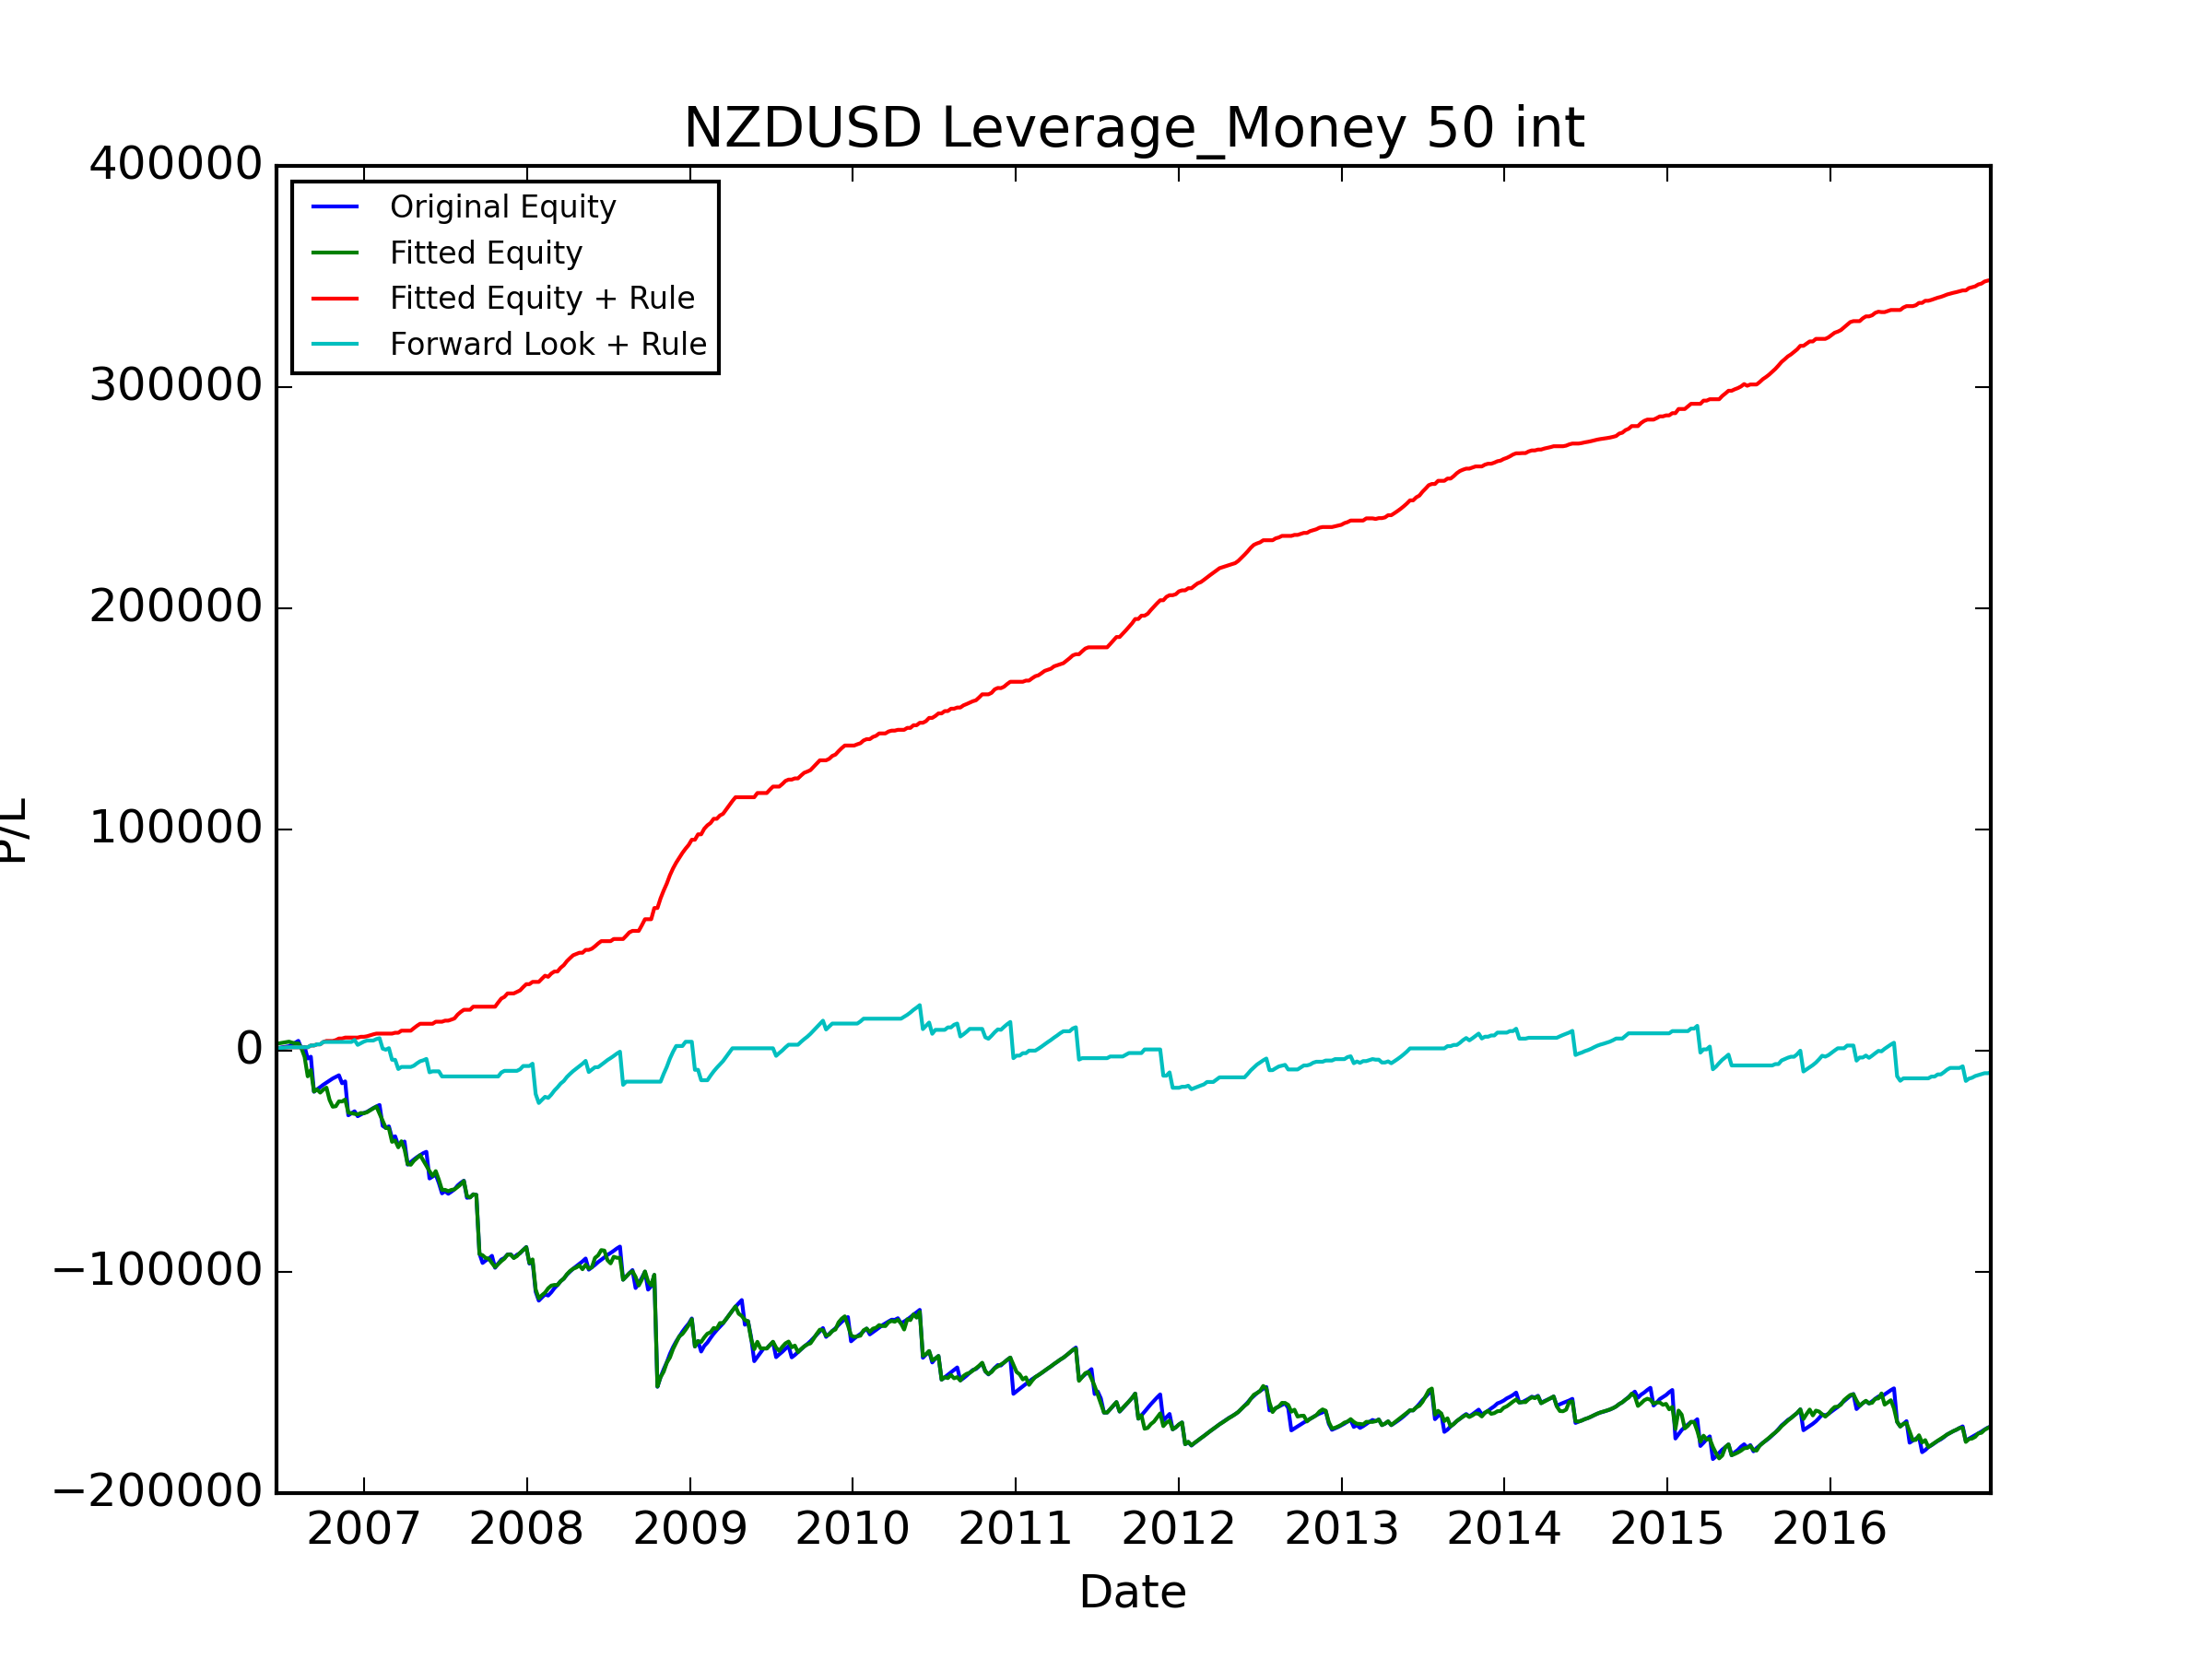 NZDUSD Leverage_Money 50 int
400000
300000
200000
100000
0
−100000
−200000
P/L
Original Equity
Fitted Equity
Fitted Equity + Rule
Forward Look + Rule
2007 2008 2009 2010 2011 2012 2013 2014 2015 2016
Date